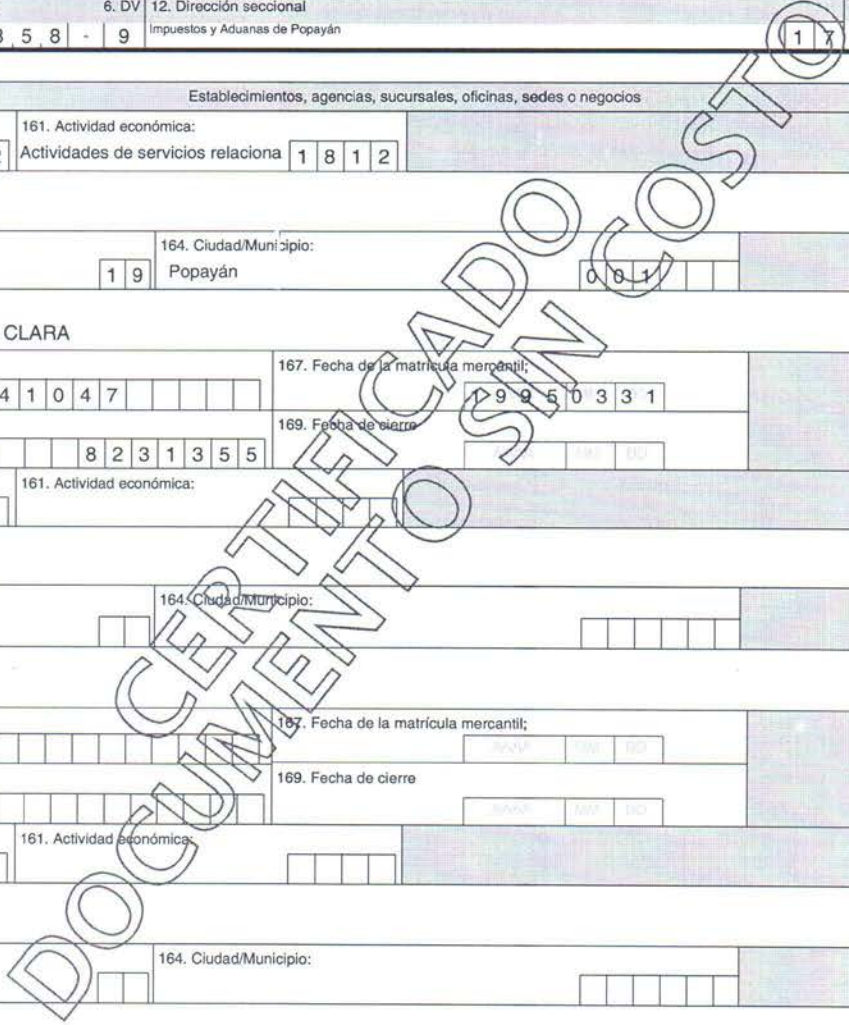 6. DV 12. Dirección seccional
5 8 - 9 Impuestos y Aduanas de Popayán 1 7
Establecimientos, agencias, sucursales, oficinas, sedes o negocios
161. Actividad económica:
Actividades de servicios relaciona 1 8 1 2
164. Ciudad/Municipio:
1 9 Popayán 0 0 1
CLARA
167. Fecha de la matrícula mercantil;
4 1 0 4 7 1 9 9 5 0 3 3 1
169. Fecha de cierre
8 2 3 1 3 5 5
161. Actividad económica:
164. Ciudad/Municipio:
167. Fecha de la matrícula mercantil;
169. Fecha de cierre
161. Actividad económica:
164. Ciudad/Municipio:
CERTIFICADO
DOCUMENTO SIN COSTO